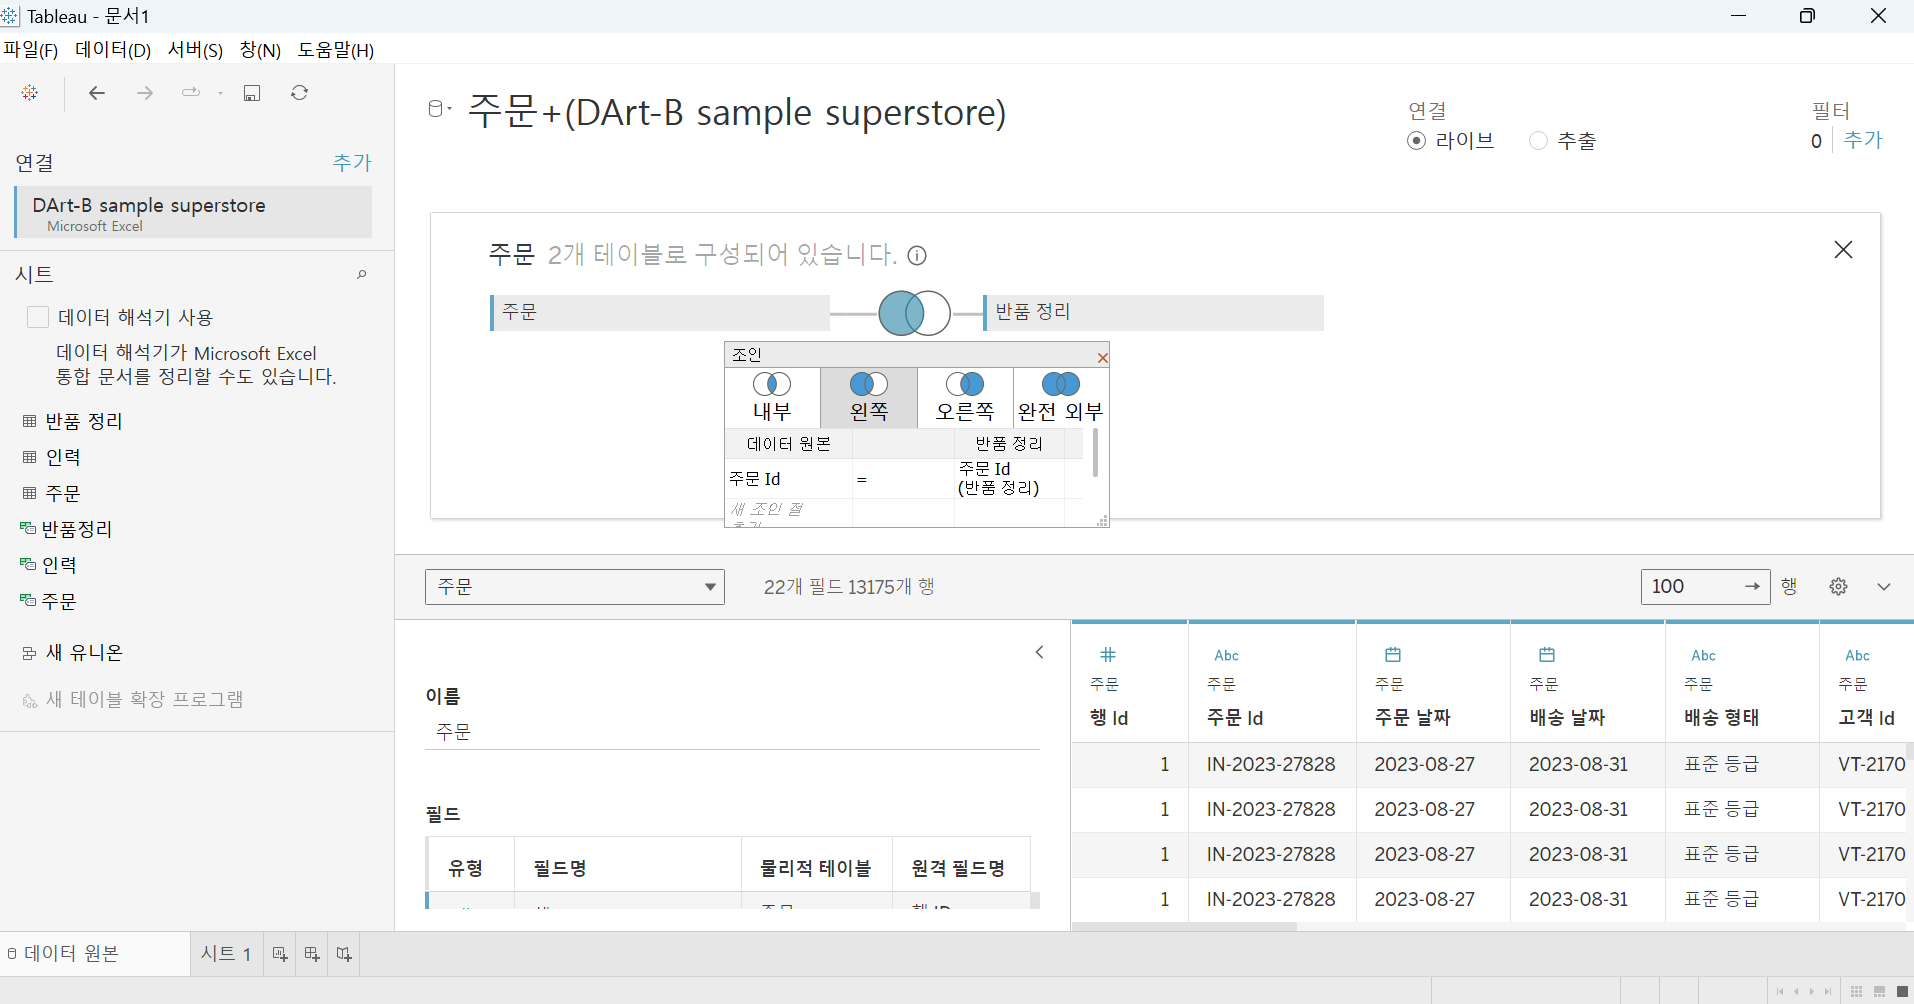 Tableau - 문서1
파일(F) 데이터(D) 서버(S) 창(N) 도움말(H)
연결 추가
DArt-B sample superstore
Microsoft Excel
시트
데이터 해석기 사용
데이터 해석기가 Microsoft Excel
통합 문서를 정리할 수도 있습니다.
반품 정리
인력
주문
반품정리
인력
주문
새 유니온
새 테이블 확장 프로그램
주문+(DArt-B sample superstore)
연결
라이브 추출
필터
0 추가
주문 2개 테이블로 구성되어 있습니다.
주문 반품 정리
조인
내부 왼쪽 오른쪽 완전 외부
데이터 원본 반품 정리
주문 Id = 주문 Id
(반품 정리)
새 조인 절
추가
주문 22개 필드 13175개 행 100 행
이름
주문
필드
유형 필드명 물리적 테이블 원격 필드명
주문 행 ID
Abc Abc Abc
주문 주문 주문 주문 주문 주문
행 Id 주문 Id 주문 날짜 배송 날짜 배송 형태 고객 Id
1 IN-2023-27828 2023-08-27 2023-08-31 표준 등급 VT-2170
1 IN-2023-27828 2023-08-27 2023-08-31 표준 등급 VT-2170
1 IN-2023-27828 2023-08-27 2023-08-31 표준 등급 VT-2170
1 IN-2023-27828 2023-08-27 2023-08-31 표준 등급 VT-2170
데이터 원본 시트 1